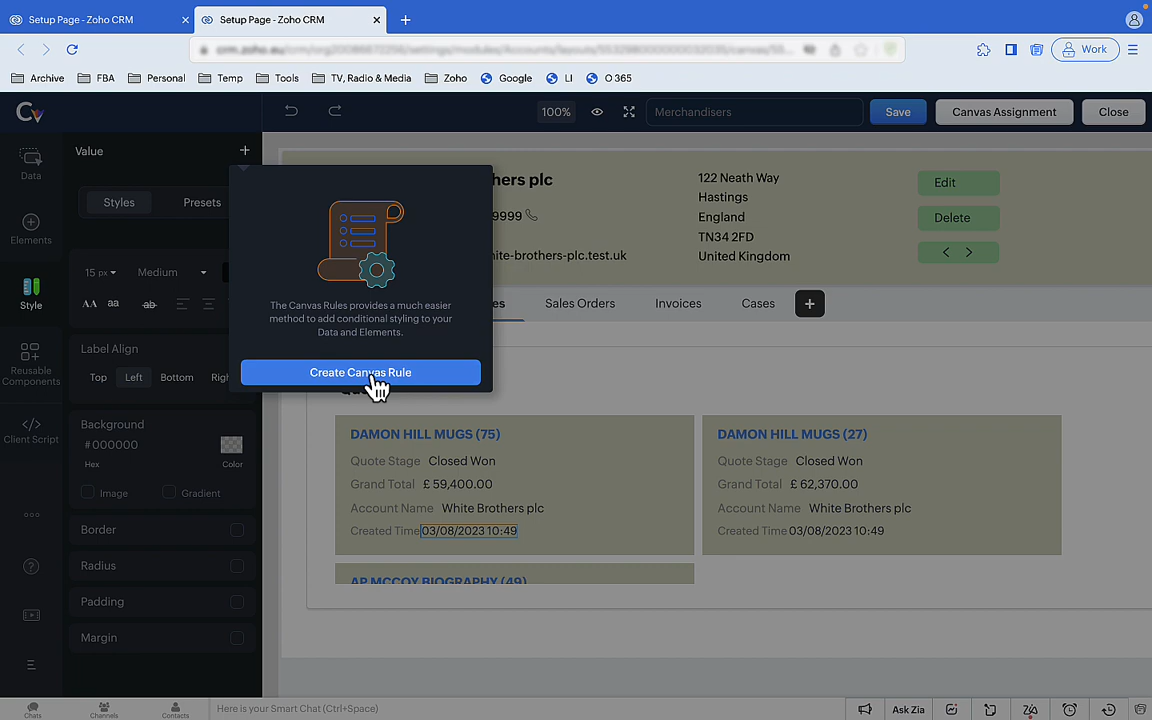 Setup Page - Zoho CRM
Setup Page - Zoho CRM
Work
Archive FBA Personal Temp Tools TV, Radio & Media Zoho Google LI O 365
100% Merchandisers Save Canvas Assignment Close
Data
Elements
Style
Reusable
Components
Client Script
Value
Styles Presets
15 px Medium
AA aa ab
Label Align
Top Left Bottom
Background
#000000
Hex Color
Image Gradient
Border
Radius
Padding
Margin
The Canvas Rules provides a much easier
method to add conditional styling to your
Data and Elements.
Create Canvas Rule
hers plc
9999
hite-brothers-plc.test.uk
122 Neath Way
Hastings
England
TN34 2FD
United Kingdom
Edit
Delete
es Sales Orders Invoices Cases
DAMON HILL MUGS (75)
Quote Stage Closed Won
Grand Total £ 59,400.00
Account Name White Brothers plc
Created Time 03/08/2023 10:49
DAMON HILL MUGS (27)
Quote Stage Closed Won
Grand Total £ 62,370.00
Account Name White Brothers plc
Created Time 03/08/2023 10:49
AP MCCOY BIOGRAPHY (49)
Chats Channels Contacts
Here is your Smart Chat (Ctrl+Space)
Ask Zia